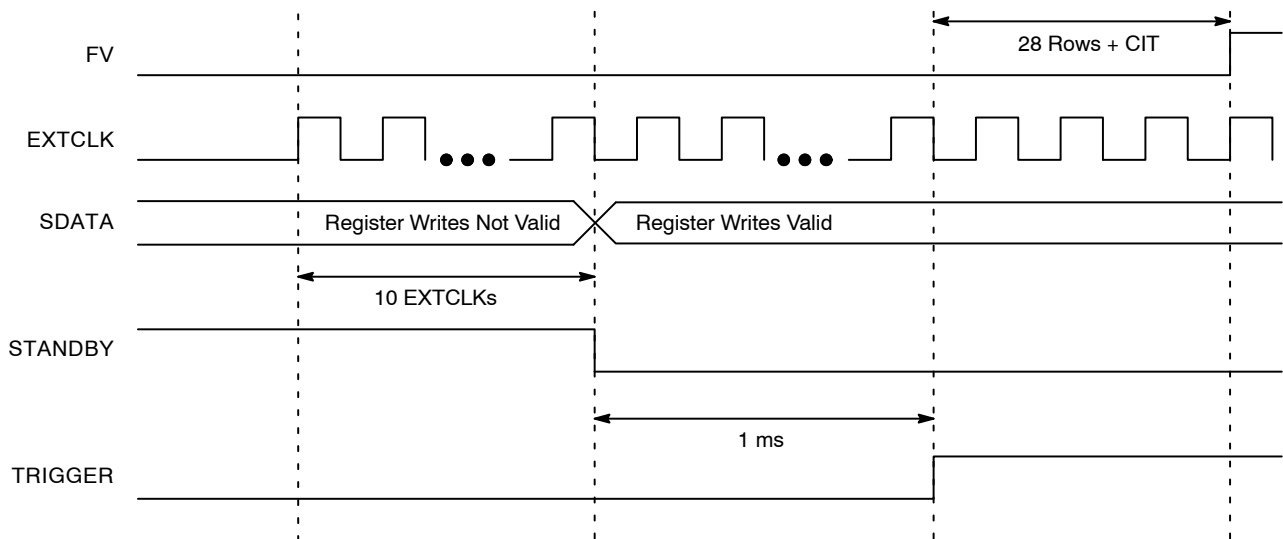 28 Rows + CIT
FV
EXTCLK
SDATA
Register Writes Not Valid
Register Writes Valid
10 EXTCLKs
STANDBY
1 ms
TRIGGER